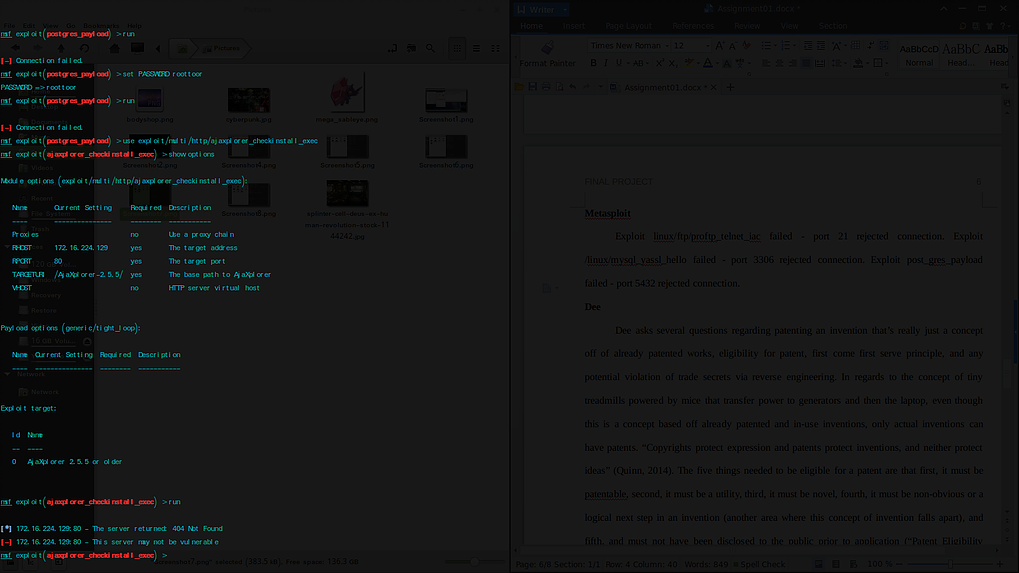 msf exploit(postgres_payload) >run
[-] Connection failed.
msf exploit(postgres_payload) >set PASSWORD roottoor
PASSWORD =>roottoor
msf exploit(postgres_payload) >run
[-] Connection failed.
msf exploit(postgres_payload) >use exploit/multi/http/ajaxplorer_checkinstall_exec
msf exploit(ajaxplorer_checkinstall_exec) >show options
Module options (exploit/multi/http/ajaxplorer_checkinstall_exec):
Name Current Setting Required Description
---- --------------- -------- -----------
Proxies no Use a proxy chain
RHOST 172.16.224.129 yes The target address
RPORT 80 yes The target port
TARGETURI /AjaXplorer-2.5.5/ yes The base path to AjaXplorer
VHOST no HTTP server virtual host
Payload options (generic/tight_loop):
Name Current Setting Required Description
---- --------------- -------- -----------
Exploit target:
Id Name
-- ----
0 AjaXplorer 2.5.5 or older
msf exploit(ajaxplorer_checkinstall_exec) >run
[*] 172.16.224.129:80 - The server returned: 404 Not Found
[-] 172.16.224.129:80 - This server may not be vulnerable
msf exploit(ajaxplorer_checkinstall_exec) >
Pictures
cyberpunk.jpg
Screenshot1.png
Screenshot4.png
Screenshot5.png
Screenshot6.png
Screenshot8.png
Writer
Assignment01.docx *
Home Insert Page Layout References Review View Section
Times New Roman 12
Format Painter
AaBbCcD AaBbC AaBb
Normal Head... Head...
Assignment01.docx *
FINAL PROJECT 6
Metasploit
Exploit linux/ftp/proftp_telnet_iac failed - port 21 rejected connection. Exploit
/linux/mysql_yassl_hello failed - port 3306 rejected connection. Exploit post_gres_payload
failed - port 5432 rejected connection.
Dee
Dee asks several questions regarding patenting an invention that's really just a concept
off of already patented works, eligibility for patent, first come first serve principle, and any
potential violation of trade secrets via reverse engineering. In regards to the concept of tiny
treadmills powered by mice that transfer power to generators and then the laptop, even though
this is a concept based off already patented and in-use inventions, only actual inventions can
have patents. “Copyrights protect expression and patents protect inventions, and neither protect
ideas” (Quinn, 2014). The five things needed to be eligible for a patent are that first, it must be
patentable, second, it must be a utility, third, it must be novel, fourth, it must be non-obvious or a
logical next step in an invention (another area where this concept of invention falls apart), and
fifth, and must not have been disclosed to the public prior to application (“Patent Eligibility
Page: 6/8 Section: 1/1 Row: 4 Column: 40 Words: 849 Spell Check 100 %